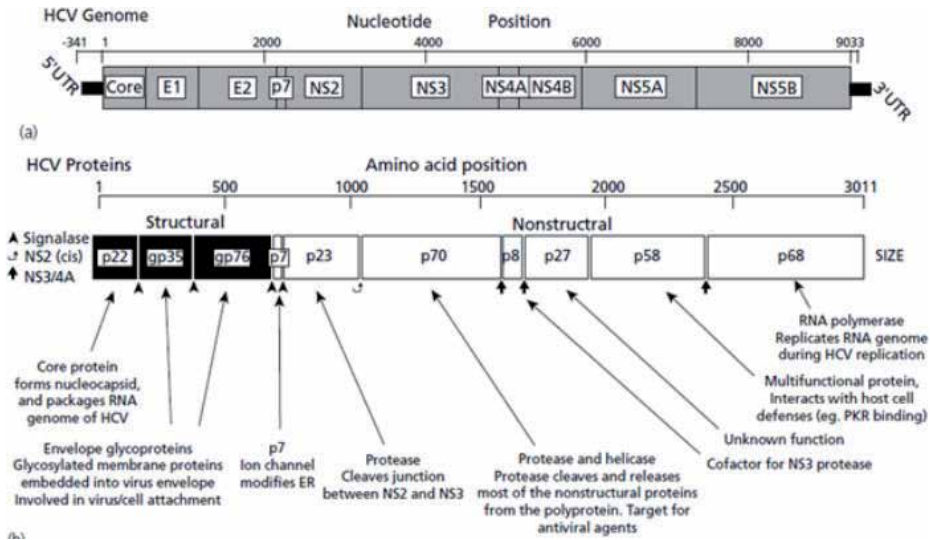 HCV Genome
Nucleotide Position
-341 1 2000 4000 6000 8000 9033
5'UTR
Core E1 E2 p7 NS2 NS3 NS4A NS4B NS5A NS5B
3'UTR
(a)
HCV Proteins
Amino acid position
1 500 1000 1500 2000 2500 3011
Structural
Nonstructral
Signalase
NS2 (cis)
NS3/4A
p22 gp35 gp76 p7 p23 p70 p8 p27 p58 p68
SIZE
Core protein
forms nucleocapsid,
and packages RNA
genome of HCV
Envelope glycoproteins
Glycosylated membrane proteins
embedded into virus envelope
Involved in virus/cell attachment
p7
Ion channel
modifies ER
Protease
Cleaves junction
between NS2 and NS3
Protease and helicase
Protease cleaves and releases
most of the nonstructural proteins
from the polyprotein. Target for
antiviral agents
Cofactor for NS3 protease
Unknown function
Multifunctional protein,
Interacts with host cell
defenses (eg. PKR binding)
RNA polymerase
Replicates RNA genome
during HCV replication
(b)